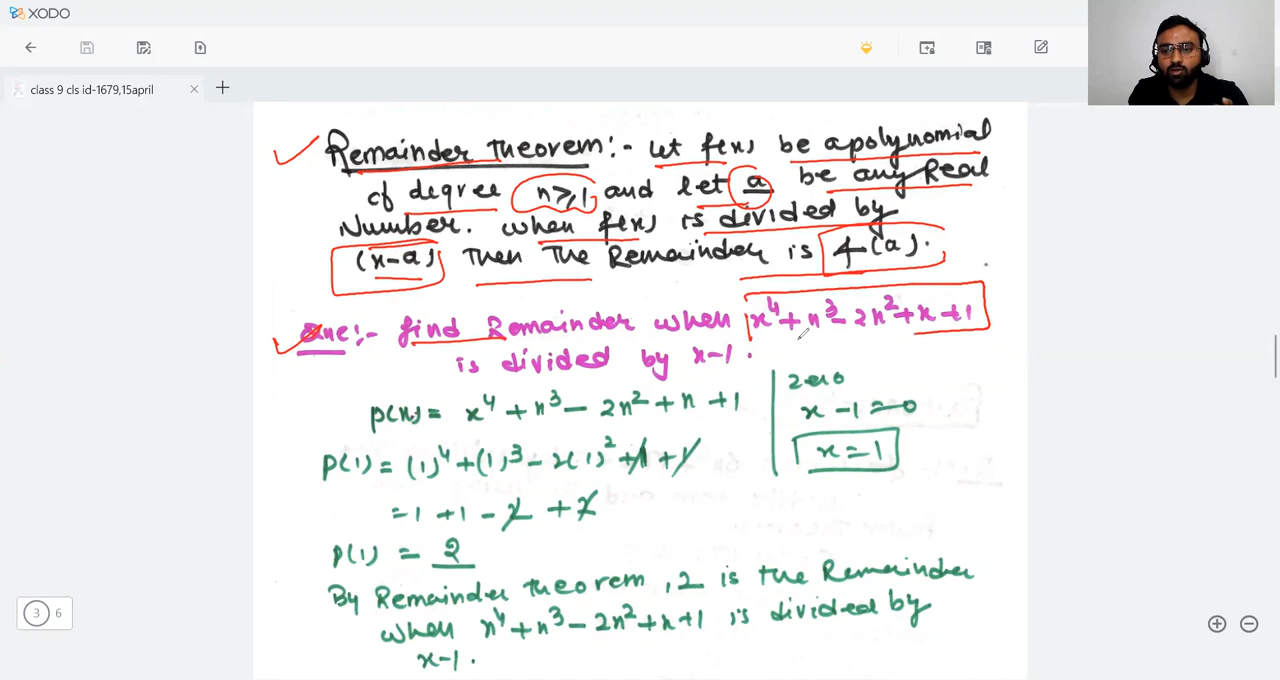 XODO
class 9 cls id-1679,15april
Remainder Theorem:- Let f(x) be a polynomial
of degree n≥1 and let a be any Real
Number. when f(x) is divided by
(x-a) Then The Remainder is f(a).
Que:- find Remainder when x⁴+x³-2x²+x+1
is divided by x-1.
p(x)= x⁴+x³-2x²+x+1
zero
x-1=0
x=1
p(1)= (1)⁴+(1)³-2(1)²+1+1
=1+1-2+2
p(1) = 2
By Remainder theorem, 2 is the Remainder
when x⁴+x³-2x²+x+1 is divided by
x-1.
3 6